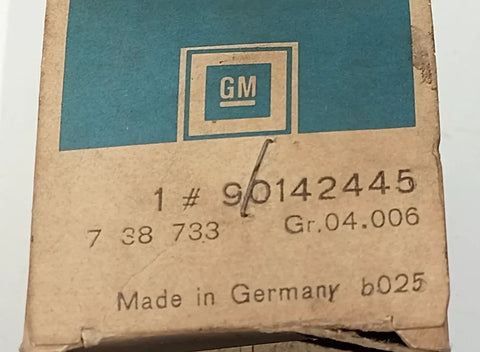 GM
1 # 90142445
7 38 733 Gr.04.006
Made in Germany b025